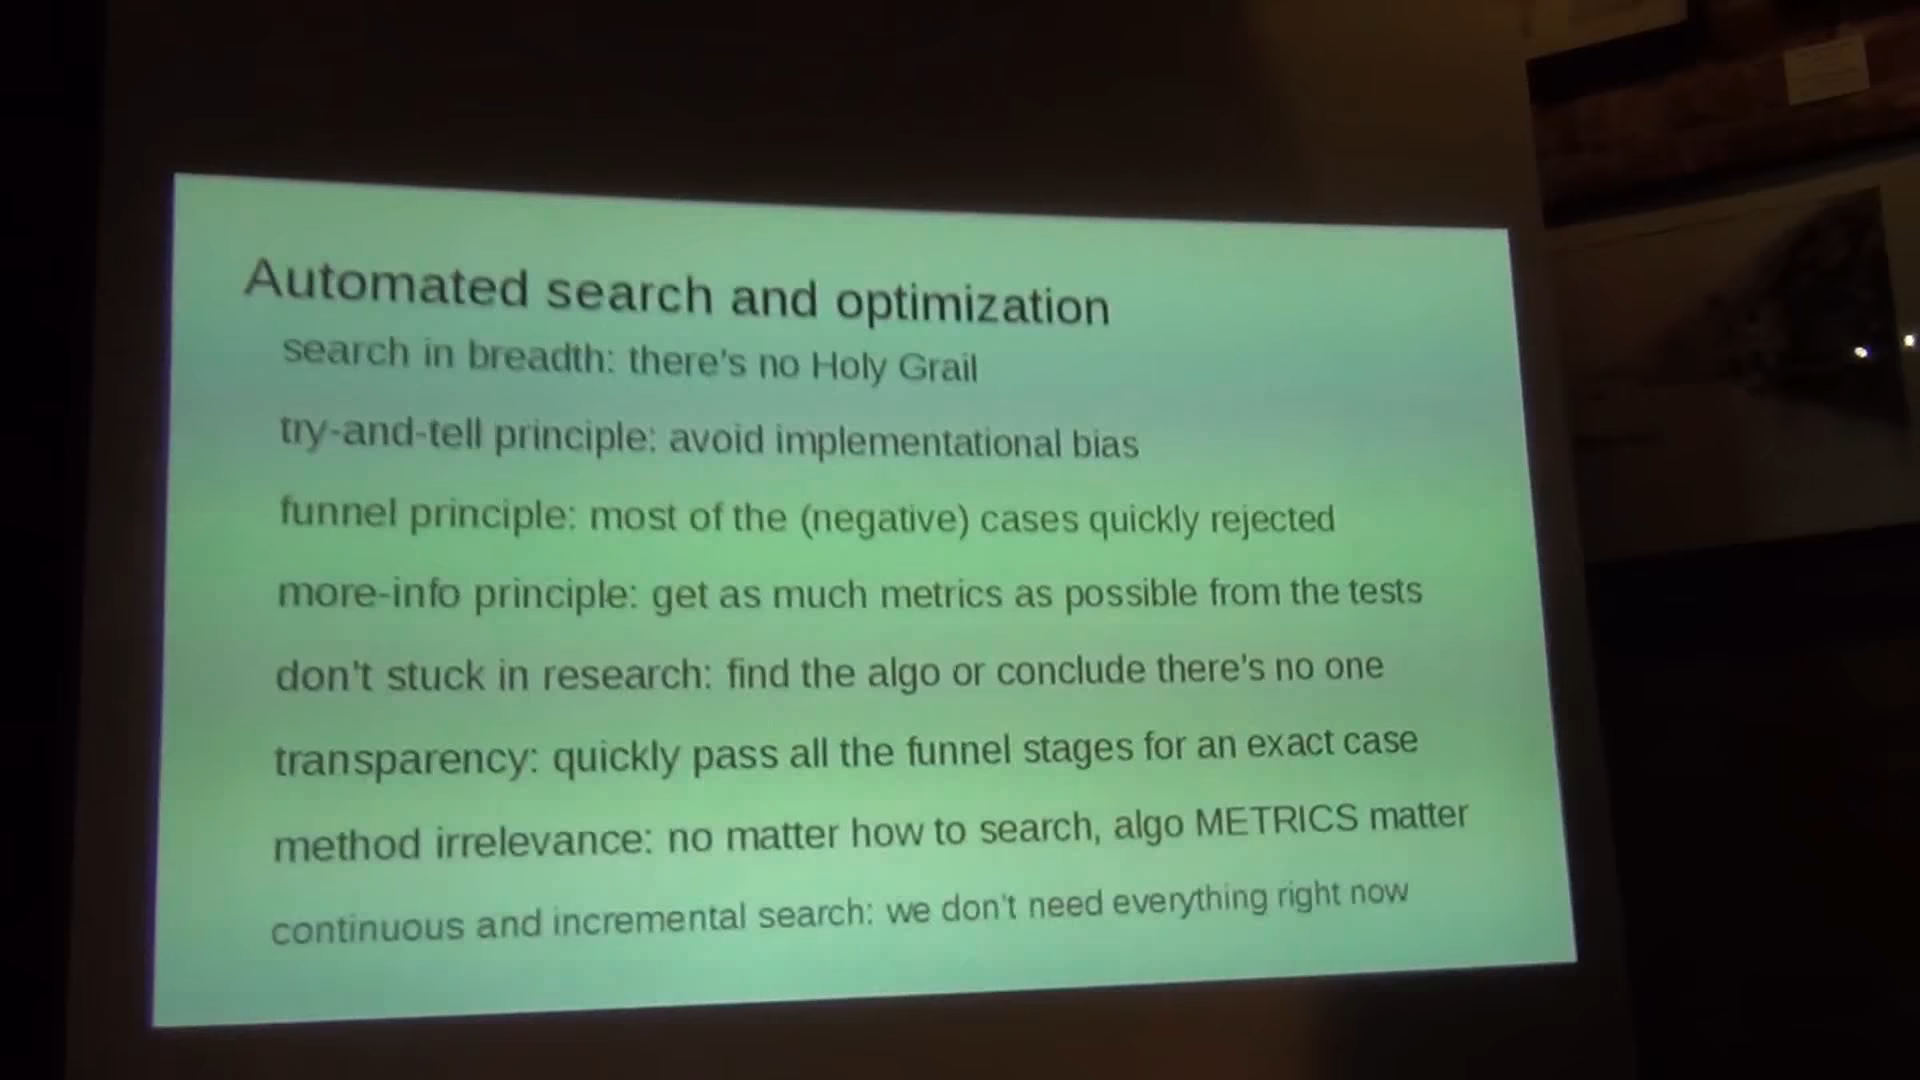 Automated search and optimization
search in breadth: there's no Holy Grail
try-and-tell principle: avoid implementational bias
funnel principle: most of the (negative) cases quickly rejected
more-info principle: get as much metrics as possible from the tests
don't stuck in research: find the algo or conclude there's no one
transparency: quickly pass all the funnel stages for an exact case
method irrelevance: no matter how to search, algo METRICS matter
continuous and incremental search: we don't need everything right now